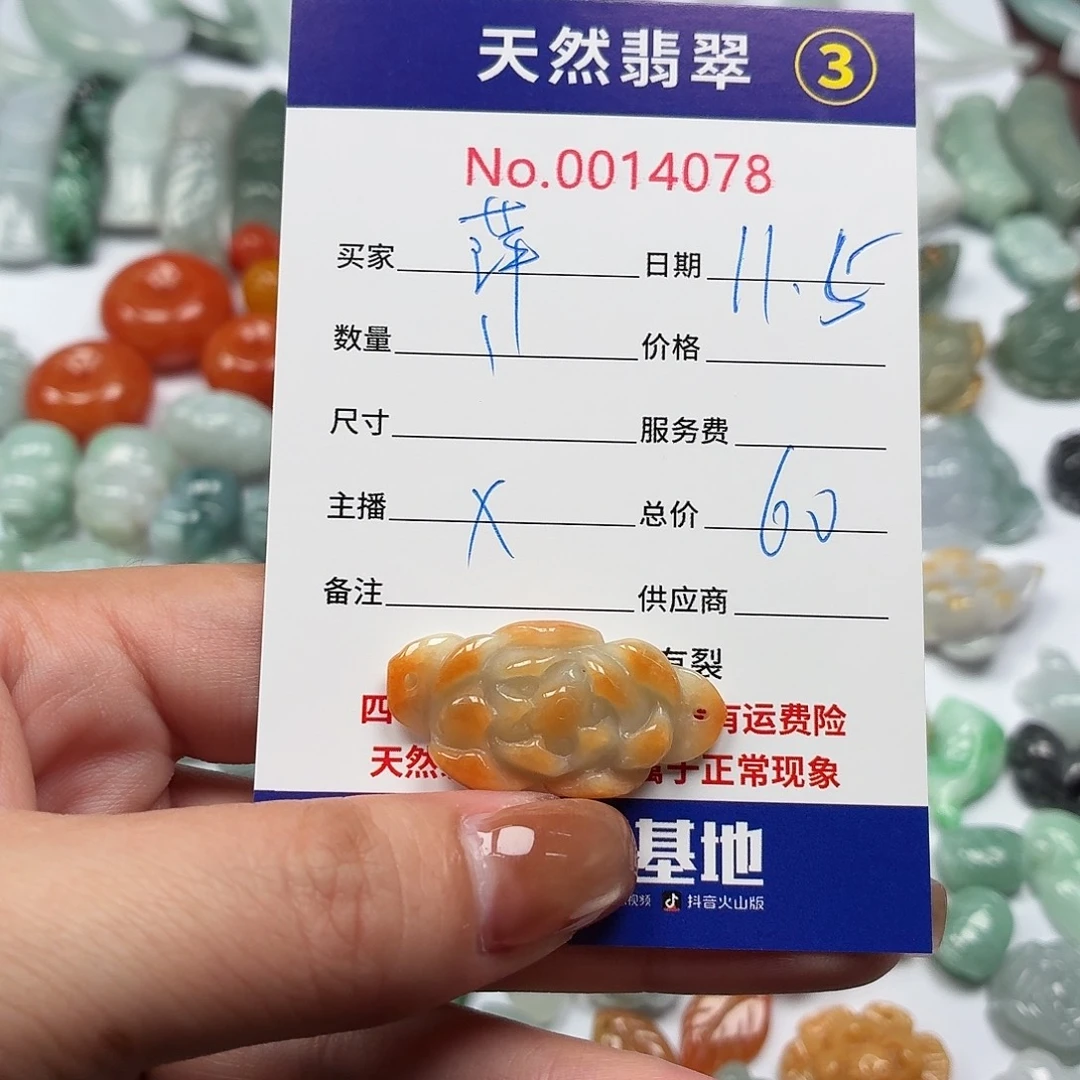 天然翡翠 ③
No.0014078
买家 萍 日期 11.5
数量 1 价格
尺寸 服务费
主播 X 总价 60
备注 供应商
有裂
四 有运费险
天然 属于正常现象
基地
视频 抖音火山版